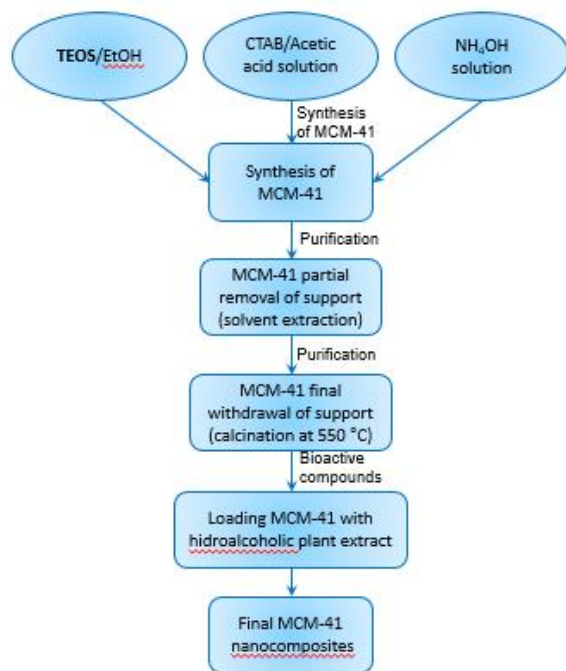 TEOS/EtOH
CTAB/Acetic
acid solution
NH₄OH
solution
Synthesis
of MCM-41
Synthesis of
MCM-41
Purification
MCM-41 partial
removal of support
(solvent extraction)
Purification
MCM-41 final
withdrawal of support
(calcination at 550 °C)
Bioactive
compounds
Loading MCM-41 with
hidroalcoholic plant extract
Final MCM-41
nanocomposites